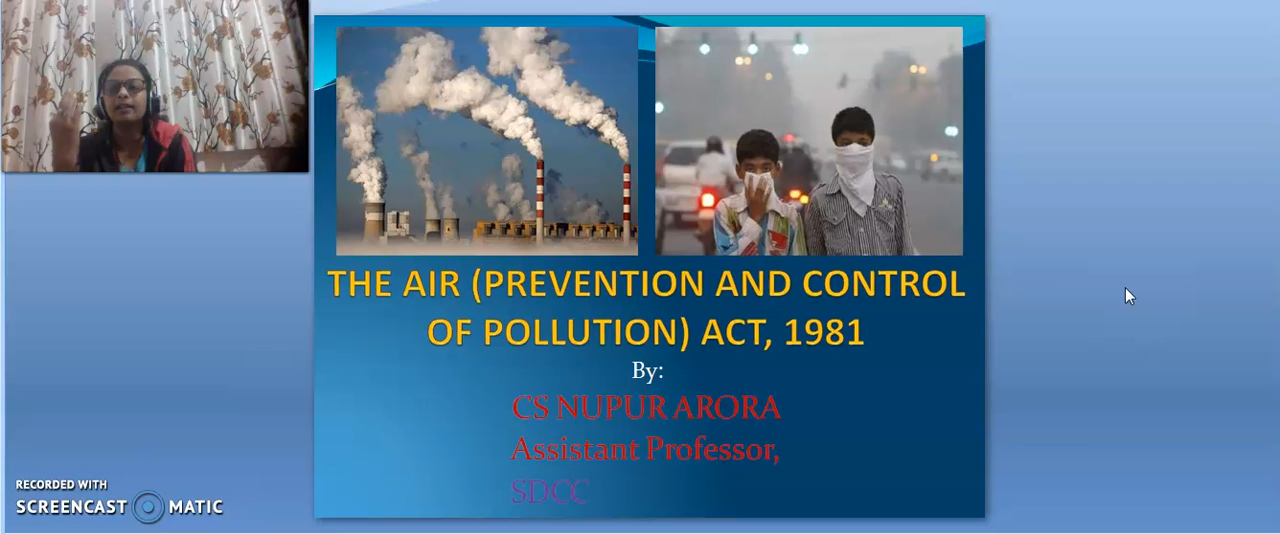 THE AIR (PREVENTION AND CONTROL
OF POLLUTION) ACT, 1981
By:
CS NUPUR ARORA
Assistant Professor,
SDCC
RECORDED WITH
SCREENCAST MATIC